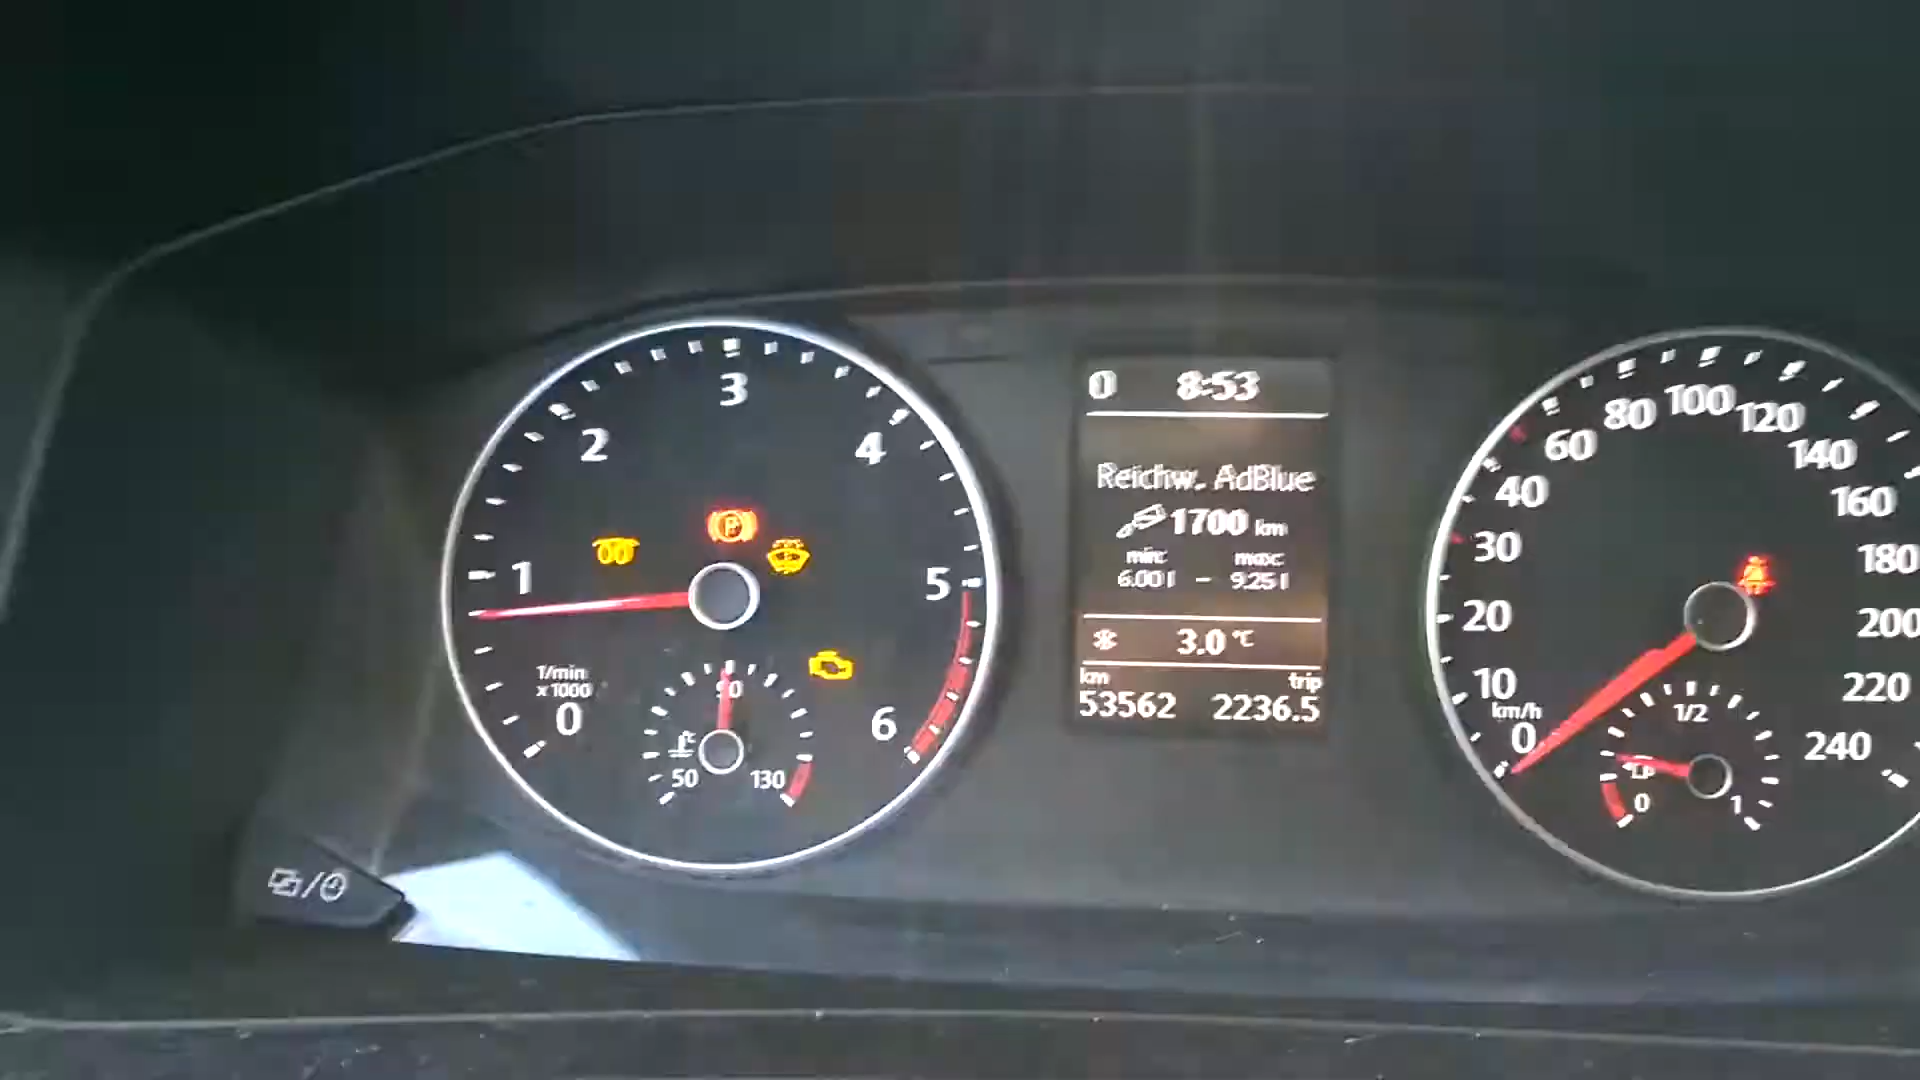 3
2
4
1
5
1/min
x1000
0
6
90
°C
50
130
P
8:53
Reichw. AdBlue
1700 km
min: max:
6.00 l – 9.25 l
3.0 °C
km trip
53562 2236.5
100
80
120
60
140
40
160
30
180
20
200
10
220
km/h
0
240
1/2
0
1